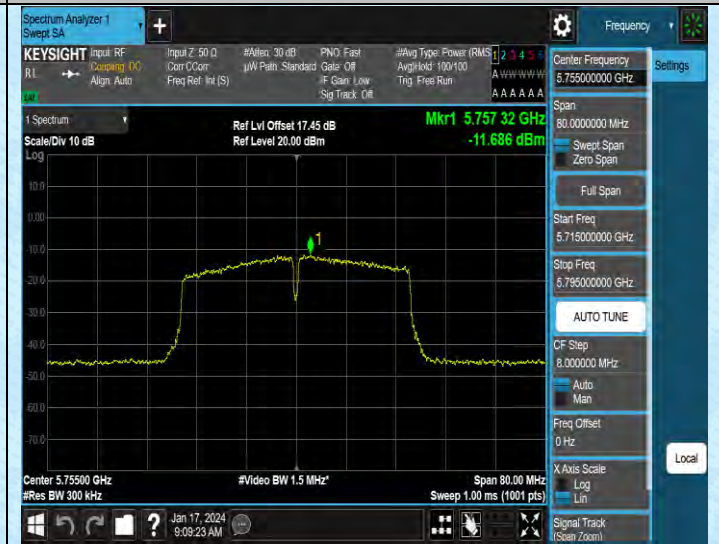 Spectrum Analyzer 1
Swept SA
Frequency
KEYSIGHT
Input: RF
Coupling: DC
Align: Auto
Input Z: 50 Ω
Corr CCorr
Freq Ref: Int (S)
#Atten: 30 dB
µW Path: Standard
PNO: Fast
Gate: Off
IF Gain: Low
Sig Track: Off
#Avg Type: Power (RMS)
Avg|Hold: 100/100
Trig: Free Run
1 2 3 4 5 6
A W W W W W
A A A A A A
1 Spectrum
Scale/Div 10 dB
Ref Lvl Offset 17.45 dB
Ref Level 20.00 dBm
Mkr1 5.757 32 GHz
-11.686 dBm
Log
10.0
0.00
-10.0
-20.0
-30.0
-40.0
-50.0
-60.0
-70.0
1
Center 5.75500 GHz
#Res BW 300 kHz
#Video BW 1.5 MHz*
Span 80.00 MHz
Sweep 1.00 ms (1001 pts)
Jan 17, 2024
9:09:23 AM
Center Frequency
5.755000000 GHz
Settings
Span
80.0000000 MHz
Swept Span
Zero Span
Full Span
Start Freq
5.715000000 GHz
Stop Freq
5.795000000 GHz
AUTO TUNE
CF Step
8.000000 MHz
Auto
Man
Freq Offset
0 Hz
X Axis Scale
Log
Lin
Local
Signal Track
(Span Zoom)